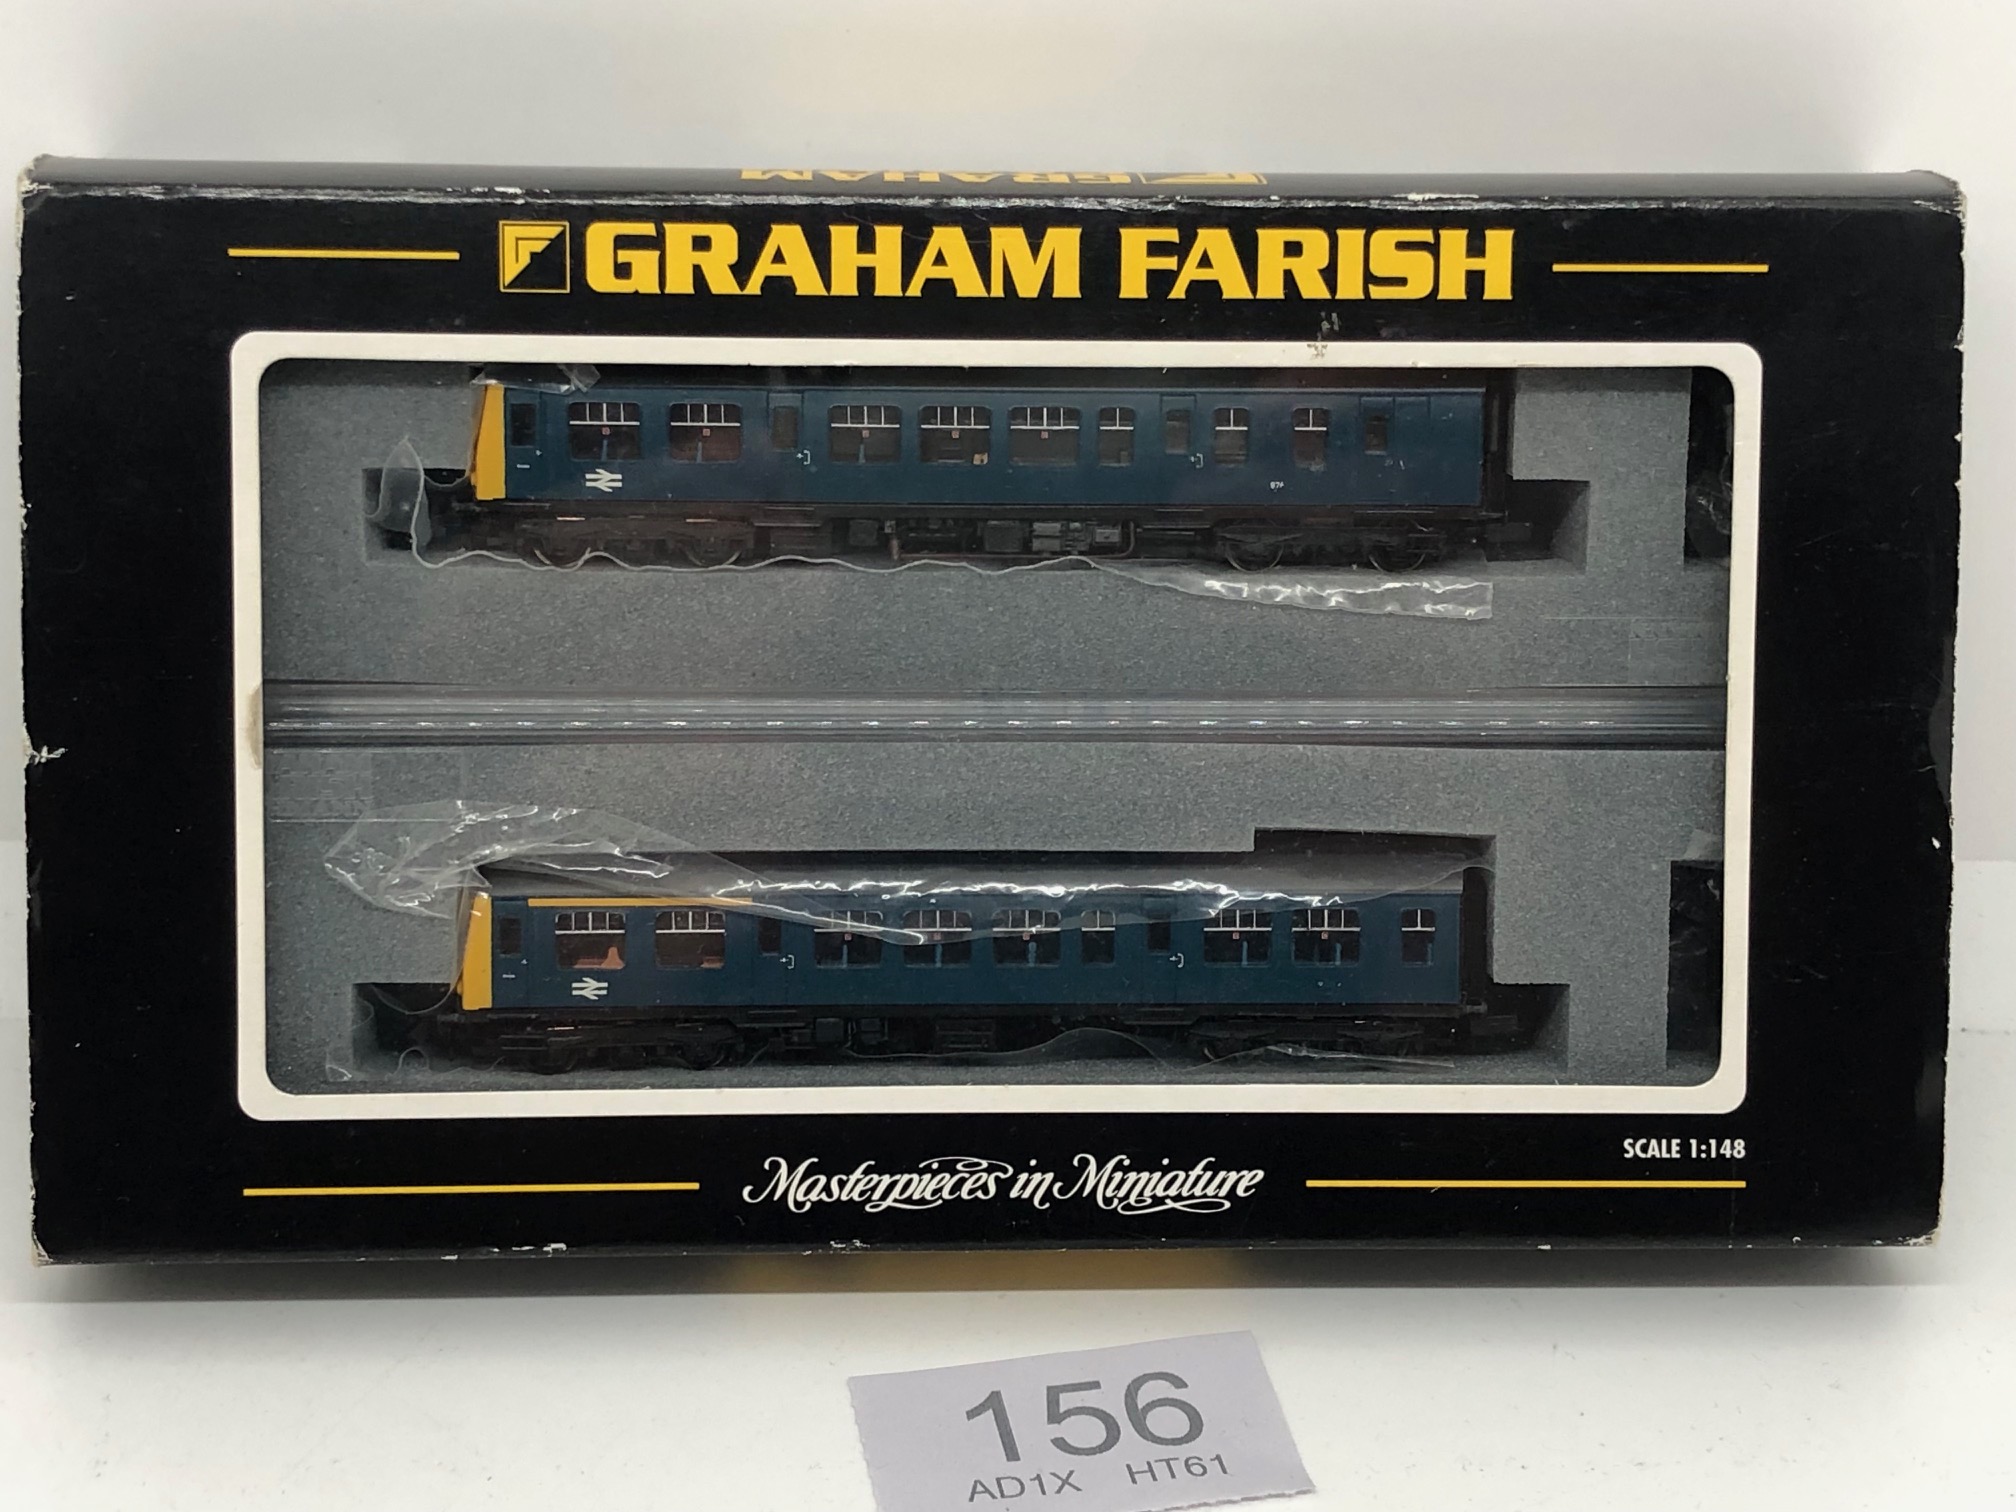 GRAHAM
GRAHAM FARISH
SCALE 1:148
Masterpieces in Miniature
156
AD1X HT61